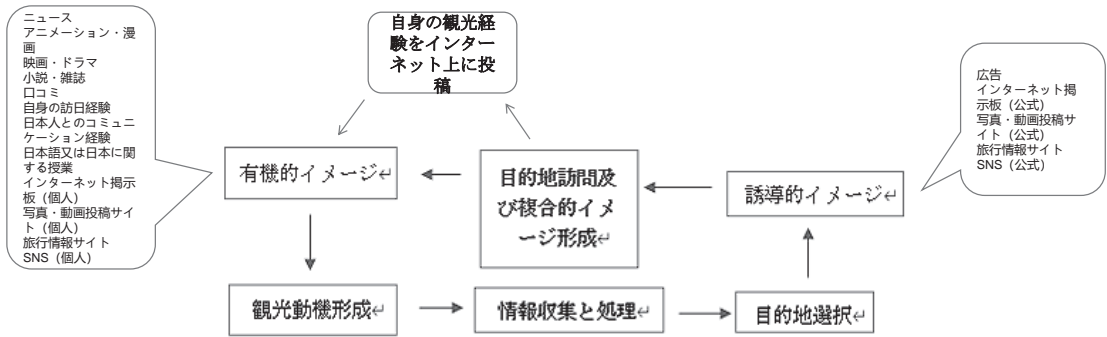 ニュース
アニメーション・漫
画
映画・ドラマ
小説・雑誌
口コミ
自身の訪日経験
日本人とのコミュニ
ケーション経験
日本語又は日本に関
する授業
インターネット掲示
板（個人）
写真・動画投稿サイ
ト（個人）
旅行情報サイト
SNS（個人）
自身の観光経
験をインター
ネット上に投
稿
広告
インターネット掲
示板（公式）
写真・動画投稿サ
イト（公式）
旅行情報サイト
SNS（公式）
有機的イメージ↵
目的地訪問及
び複合的イメ
ージ形成↵
誘導的イメージ↵
観光動機形成↵
情報収集と処理↵
目的地選択↵